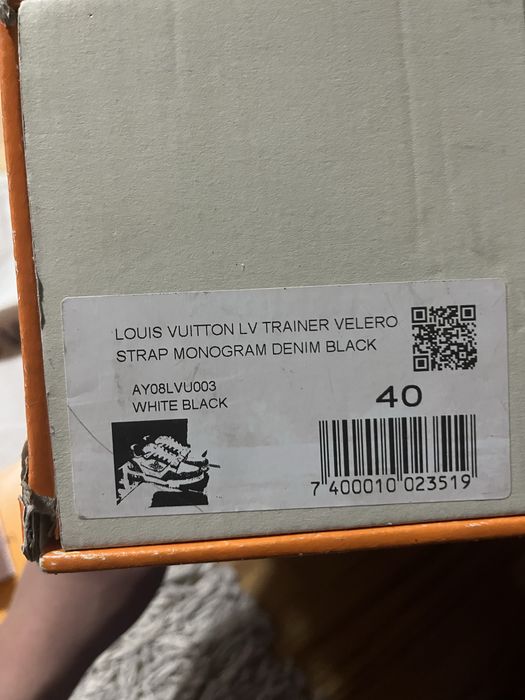 LOUIS VUITTON LV TRAINER VELERO
STRAP MONOGRAM DENIM BLACK
AY08LVU003
WHITE BLACK
40
7 400010 023519